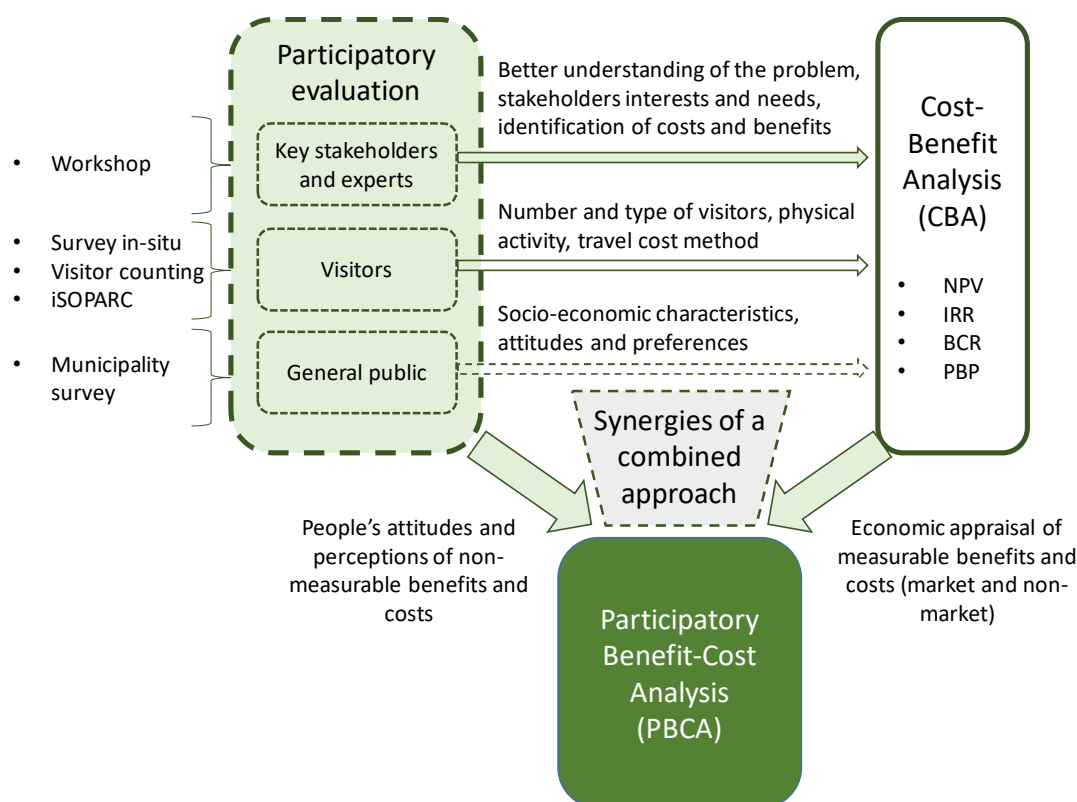 Participatory
evaluation
Key stakeholders
and experts
Visitors
General public
• Workshop
• Survey in-situ
• Visitor counting
• iSOPARC
• Municipality
survey
Better understanding of the problem,
stakeholders interests and needs,
identification of costs and benefits
Number and type of visitors, physical
activity, travel cost method
Socio-economic characteristics,
attitudes and preferences
Cost-
Benefit
Analysis
(CBA)
• NPV
• IRR
• BCR
• PBP
Synergies of a
combined
approach
People’s attitudes and
perceptions of non-
measurable benefits and
costs
Economic appraisal of
measurable benefits and
costs (market and non-
market)
Participatory
Benefit-Cost
Analysis
(PBCA)